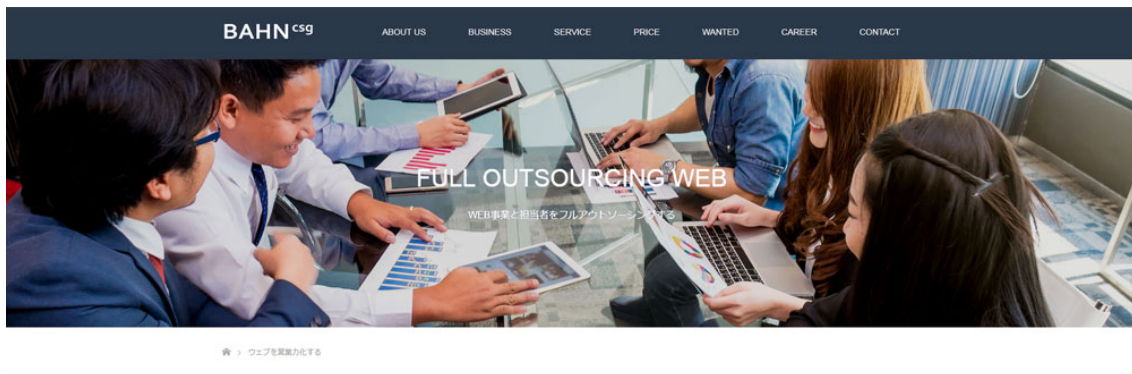 BAHN csg
ABOUT US BUSINESS SERVICE PRICE WANTED CAREER CONTACT
FULL OUTSOURCING WEB
WEB事業と担当者をフルアウトソーシングする
ウェブを営業力化する